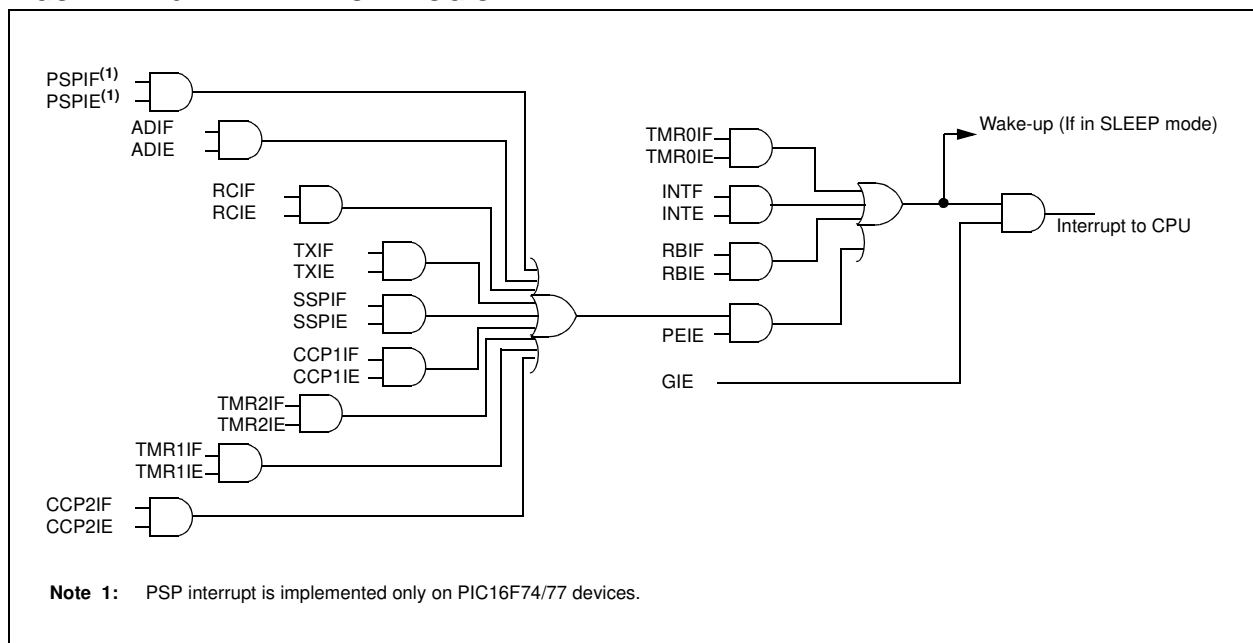 PSPIF(1)
PSPIE(1)
ADIF
ADIE
RCIF
RCIE
TXIF
TXIE
SSPIF
SSPIE
CCP1IF
CCP1IE
TMR2IF
TMR2IE
TMR1IF
TMR1IE
CCP2IF
CCP2IE
TMR0IF
TMR0IE
INTF
INTE
RBIF
RBIE
PEIE
GIE
Wake-up (If in SLEEP mode)
Interrupt to CPU
Note 1: PSP interrupt is implemented only on PIC16F74/77 devices.